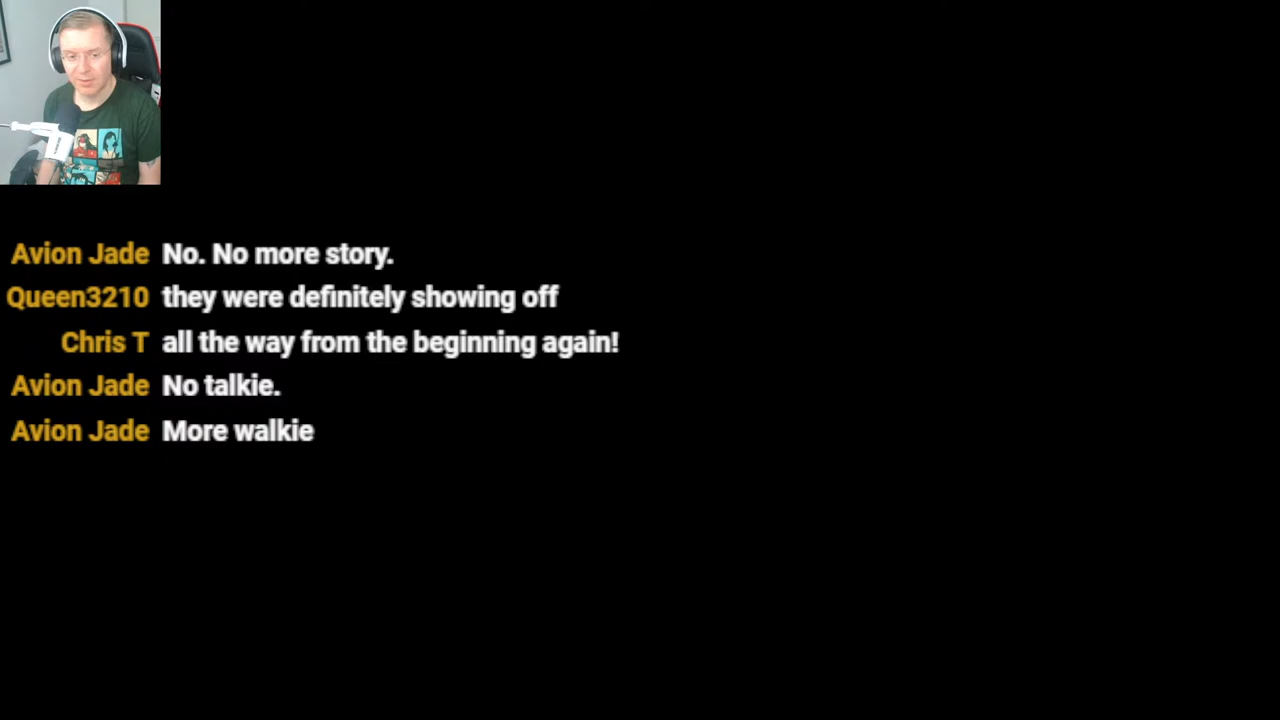 Avion Jade No. No more story.
Queen3210 they were definitely showing off
Chris T all the way from the beginning again!
Avion Jade No talkie.
Avion Jade More walkie